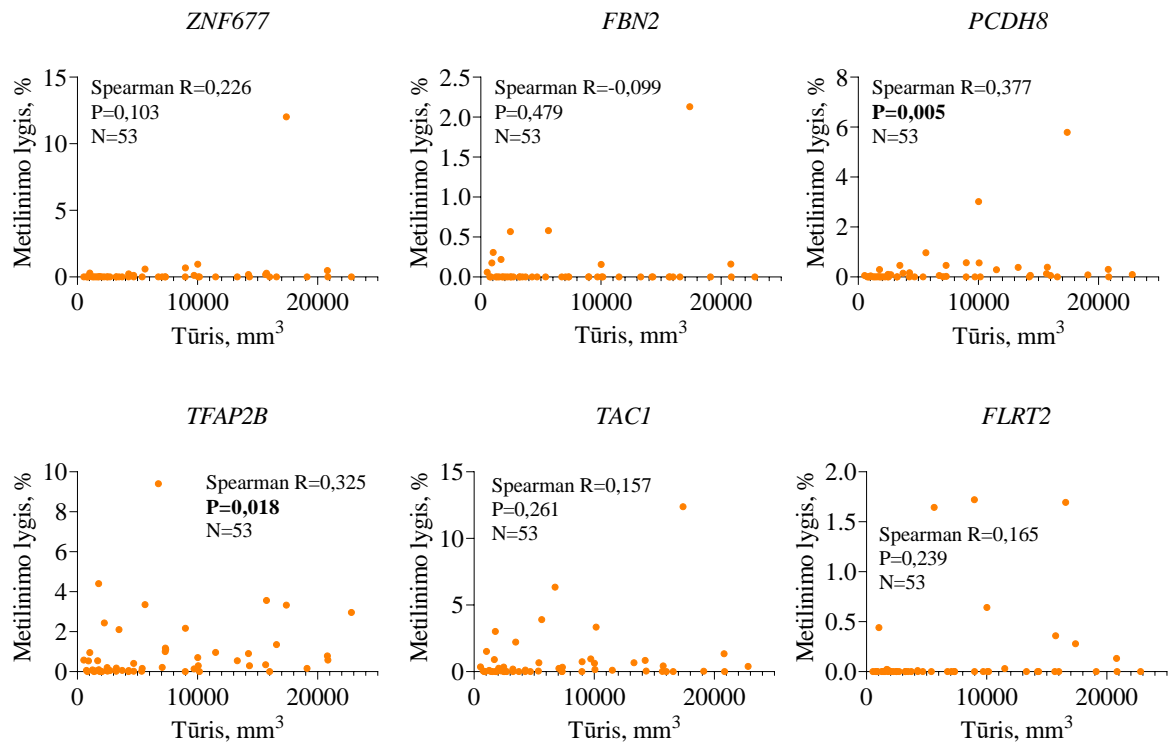 ZNF677
Metilinimo lygis, %
15
10
5
0
Spearman R=0,226
P=0,103
N=53
0 10000 20000
Tūris, mm³
FBN2
Metilinimo lygis, %
2.5
2.0
1.5
1.0
0.5
0.0
Spearman R=-0,099
P=0,479
N=53
0 10000 20000
Tūris, mm³
PCDH8
Metilinimo lygis, %
8
6
4
2
0
Spearman R=0,377
P=0,005
N=53
0 10000 20000
Tūris, mm³
TFAP2B
Metilinimo lygis, %
10
8
6
4
2
0
Spearman R=0,325
P=0,018
N=53
0 10000 20000
Tūris, mm³
TAC1
Metilinimo lygis, %
15
10
5
0
Spearman R=0,157
P=0,261
N=53
0 10000 20000
Tūris, mm³
FLRT2
Metilinimo lygis, %
2.0
1.5
1.0
0.5
0.0
Spearman R=0,165
P=0,239
N=53
0 10000 20000
Tūris, mm³